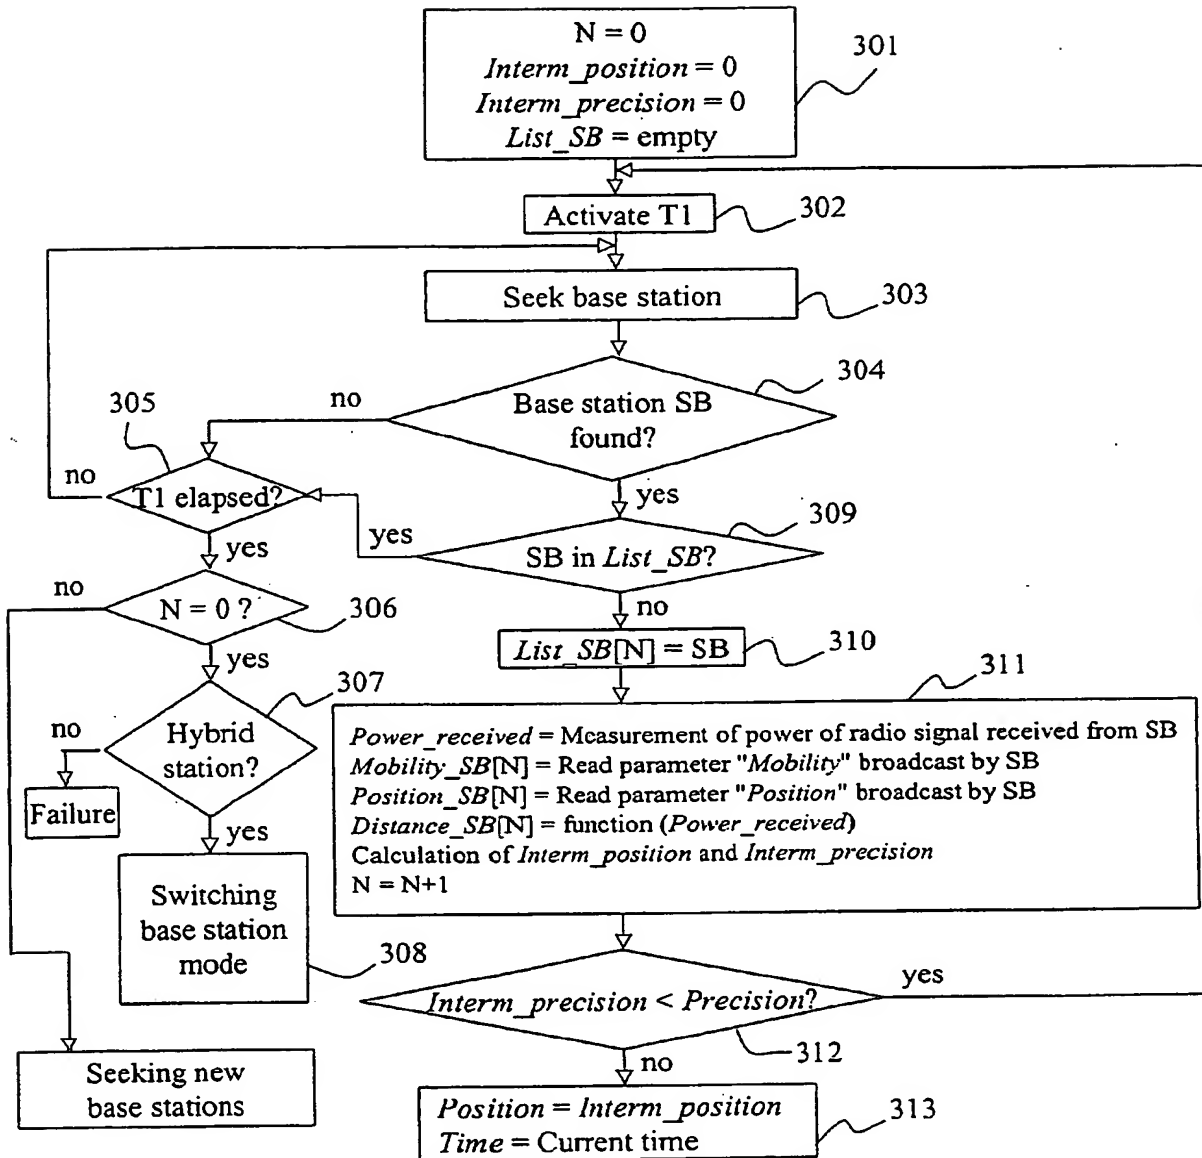 N = 0
Interm_position = 0
Interm_precision = 0
List_SB = empty
301
Activate T1
302
Seek base station
303
304
Base station SB
found?
no
305
no
T1 elapsed?
yes
309
yes
SB in List_SB?
yes
no
N = 0 ?
306
no
List_SB[N] = SB
310
yes
307
311
no
Hybrid
station?
Power_received = Measurement of power of radio signal received from SB
Mobility_SB[N] = Read parameter "Mobility" broadcast by SB
Position_SB[N] = Read parameter "Position" broadcast by SB
Distance_SB[N] = function (Power_received)
Calculation of Interm_position and Interm_precision
N = N+1
Failure
yes
Switching
base station
mode
308
yes
Interm_precision < Precision?
312
no
Seeking new
base stations
Position = Interm_position
Time = Current time
313